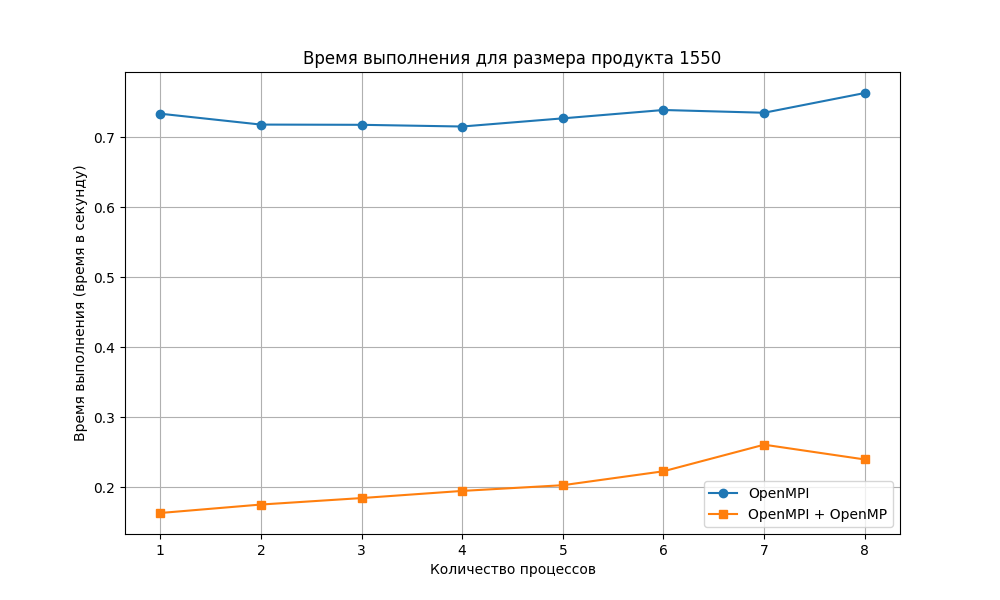 Время выполнения для размера продукта 1550
Время выполнения (время в секунду)
0.7
0.6
0.5
0.4
0.3
0.2
OpenMPI
OpenMPI + OpenMP
1 2 3 4 5 6 7 8
Количество процессов